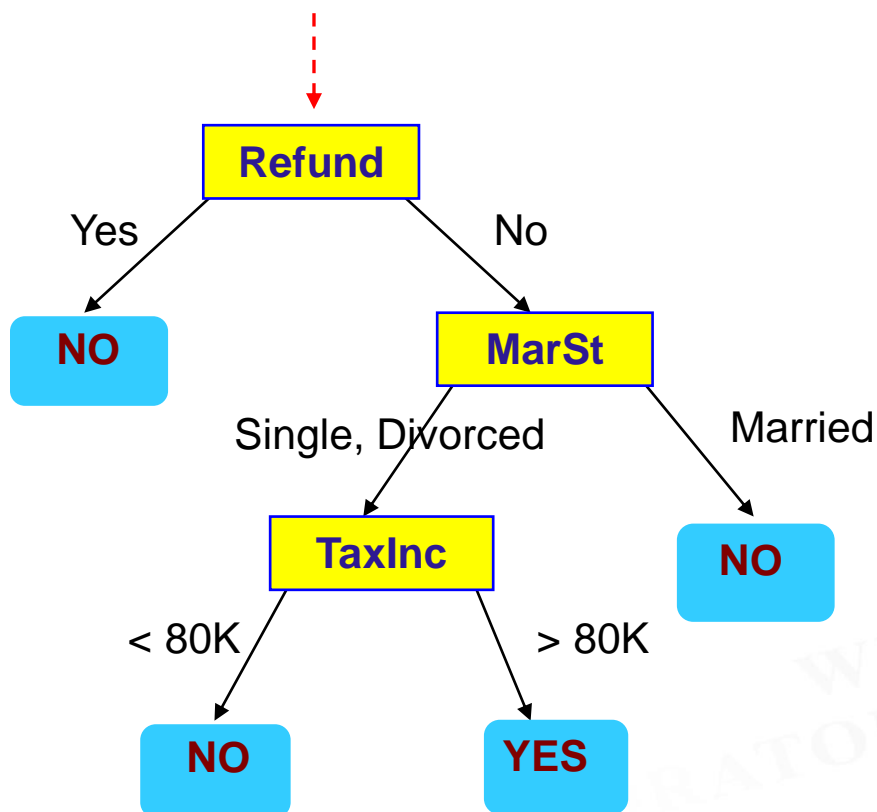 Refund
Yes
No
NO
MarSt
Single, Divorced
Married
TaxInc
NO
< 80K
> 80K
NO
YES